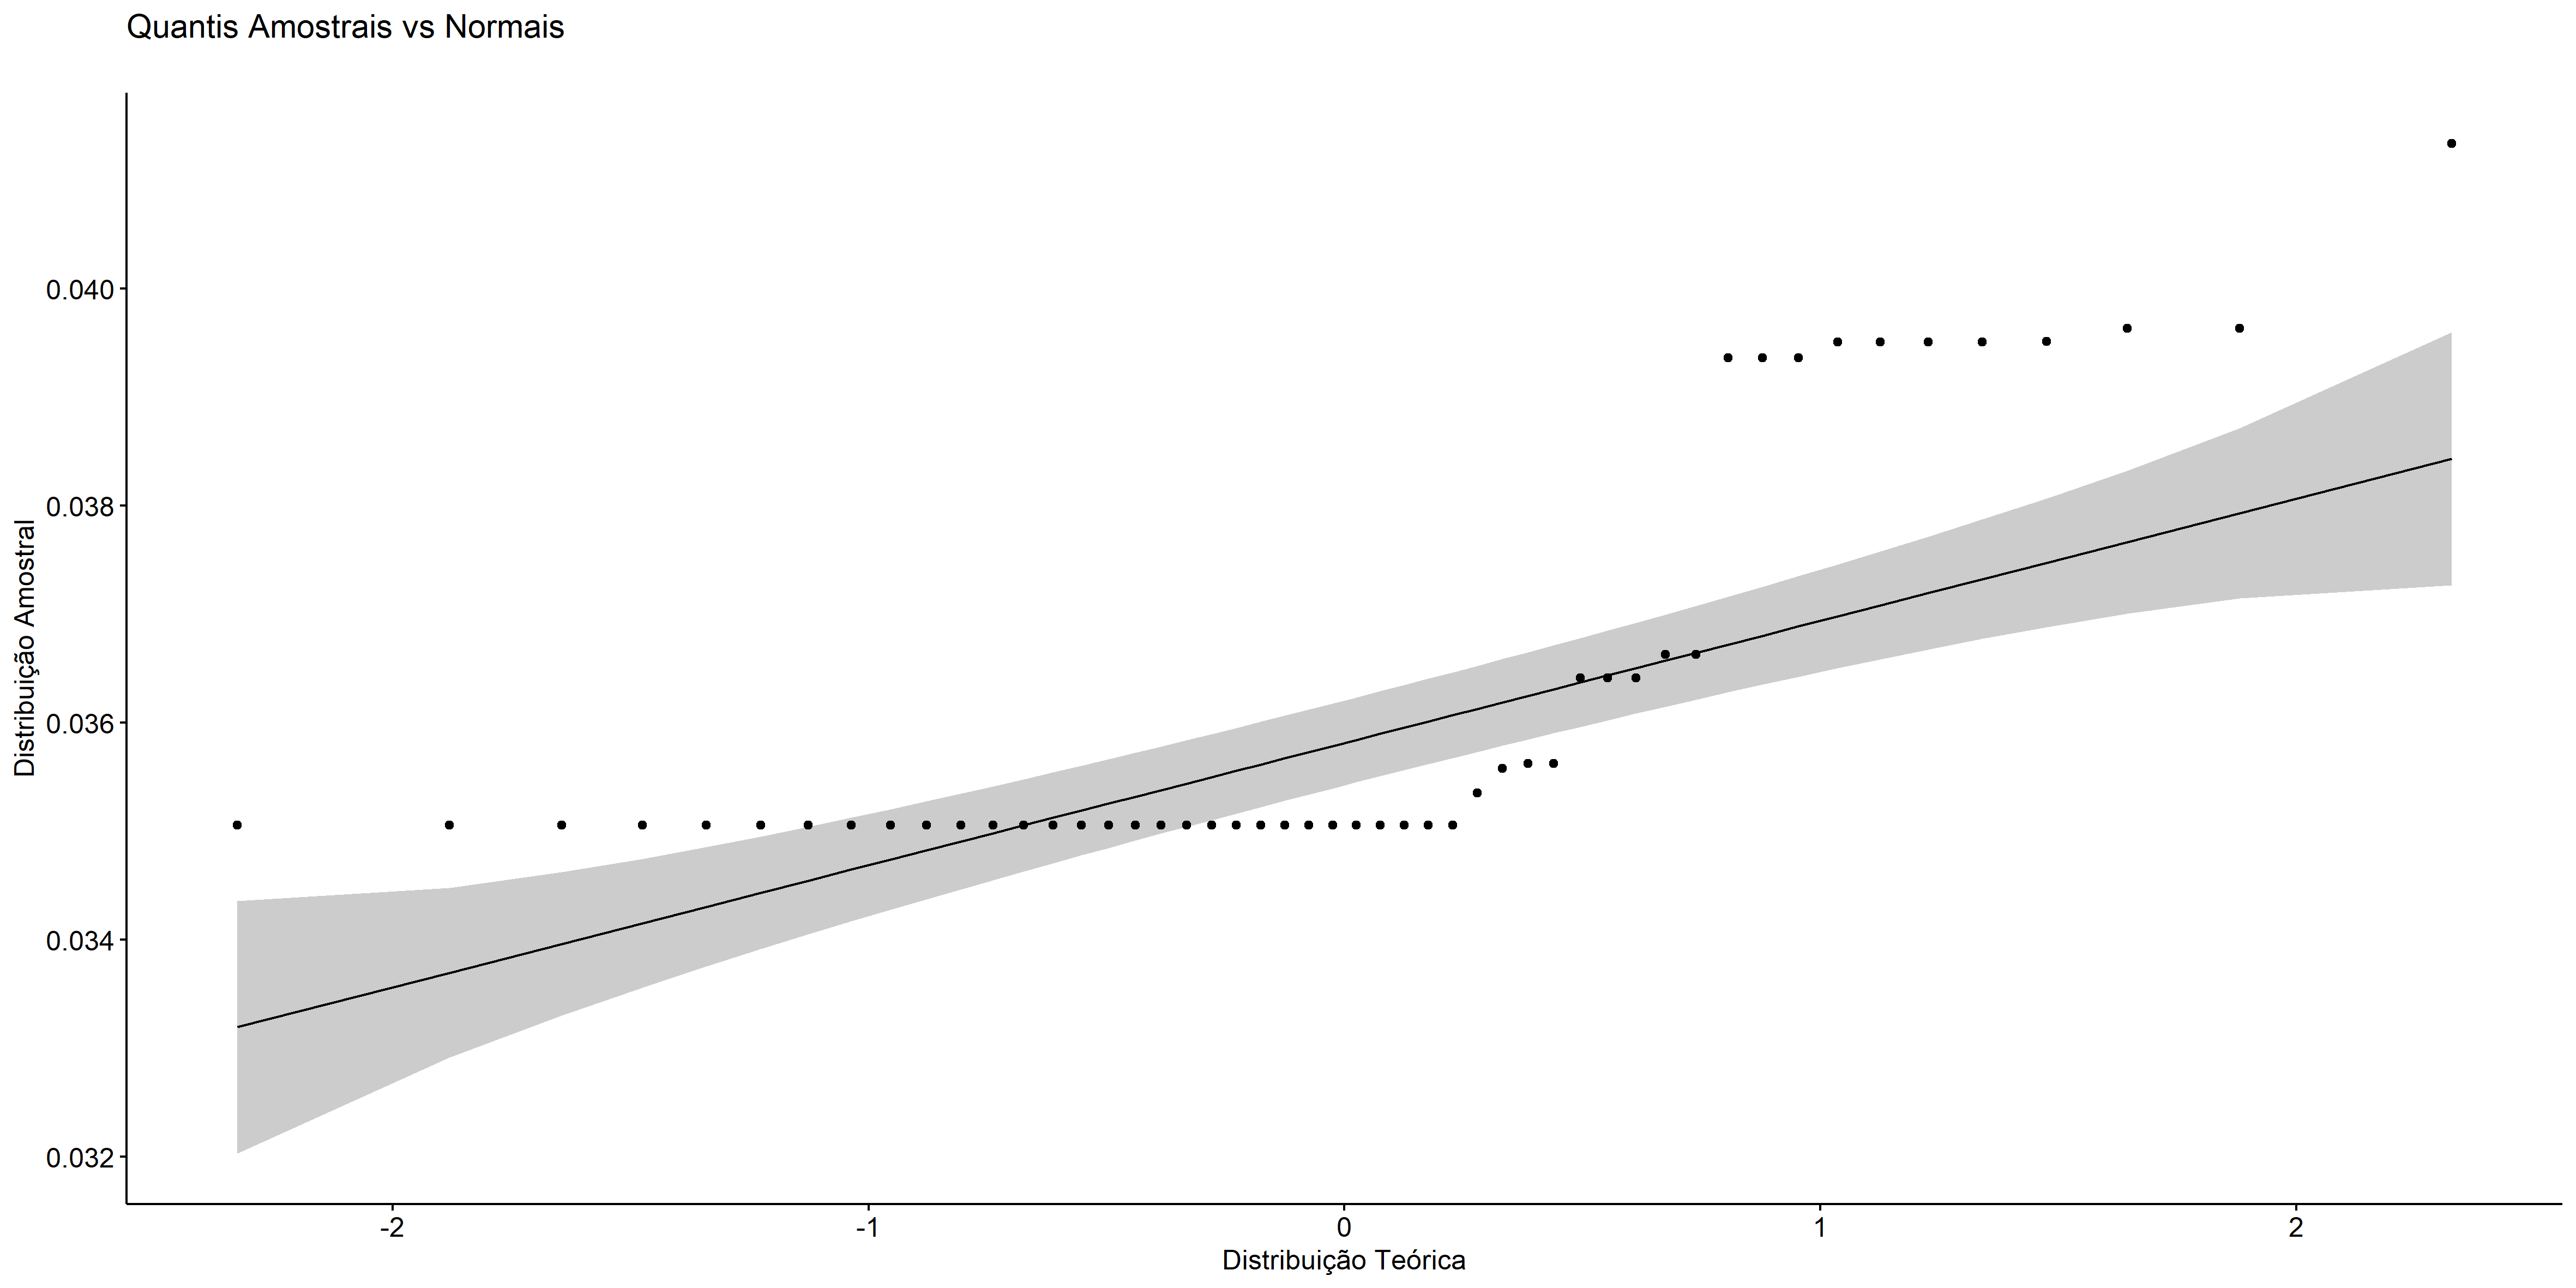 Quantis Amostrais vs Normais
Distribuição Amostral
0.040
0.038
0.036
0.034
0.032
-2 -1 0 1 2
Distribuição Teórica